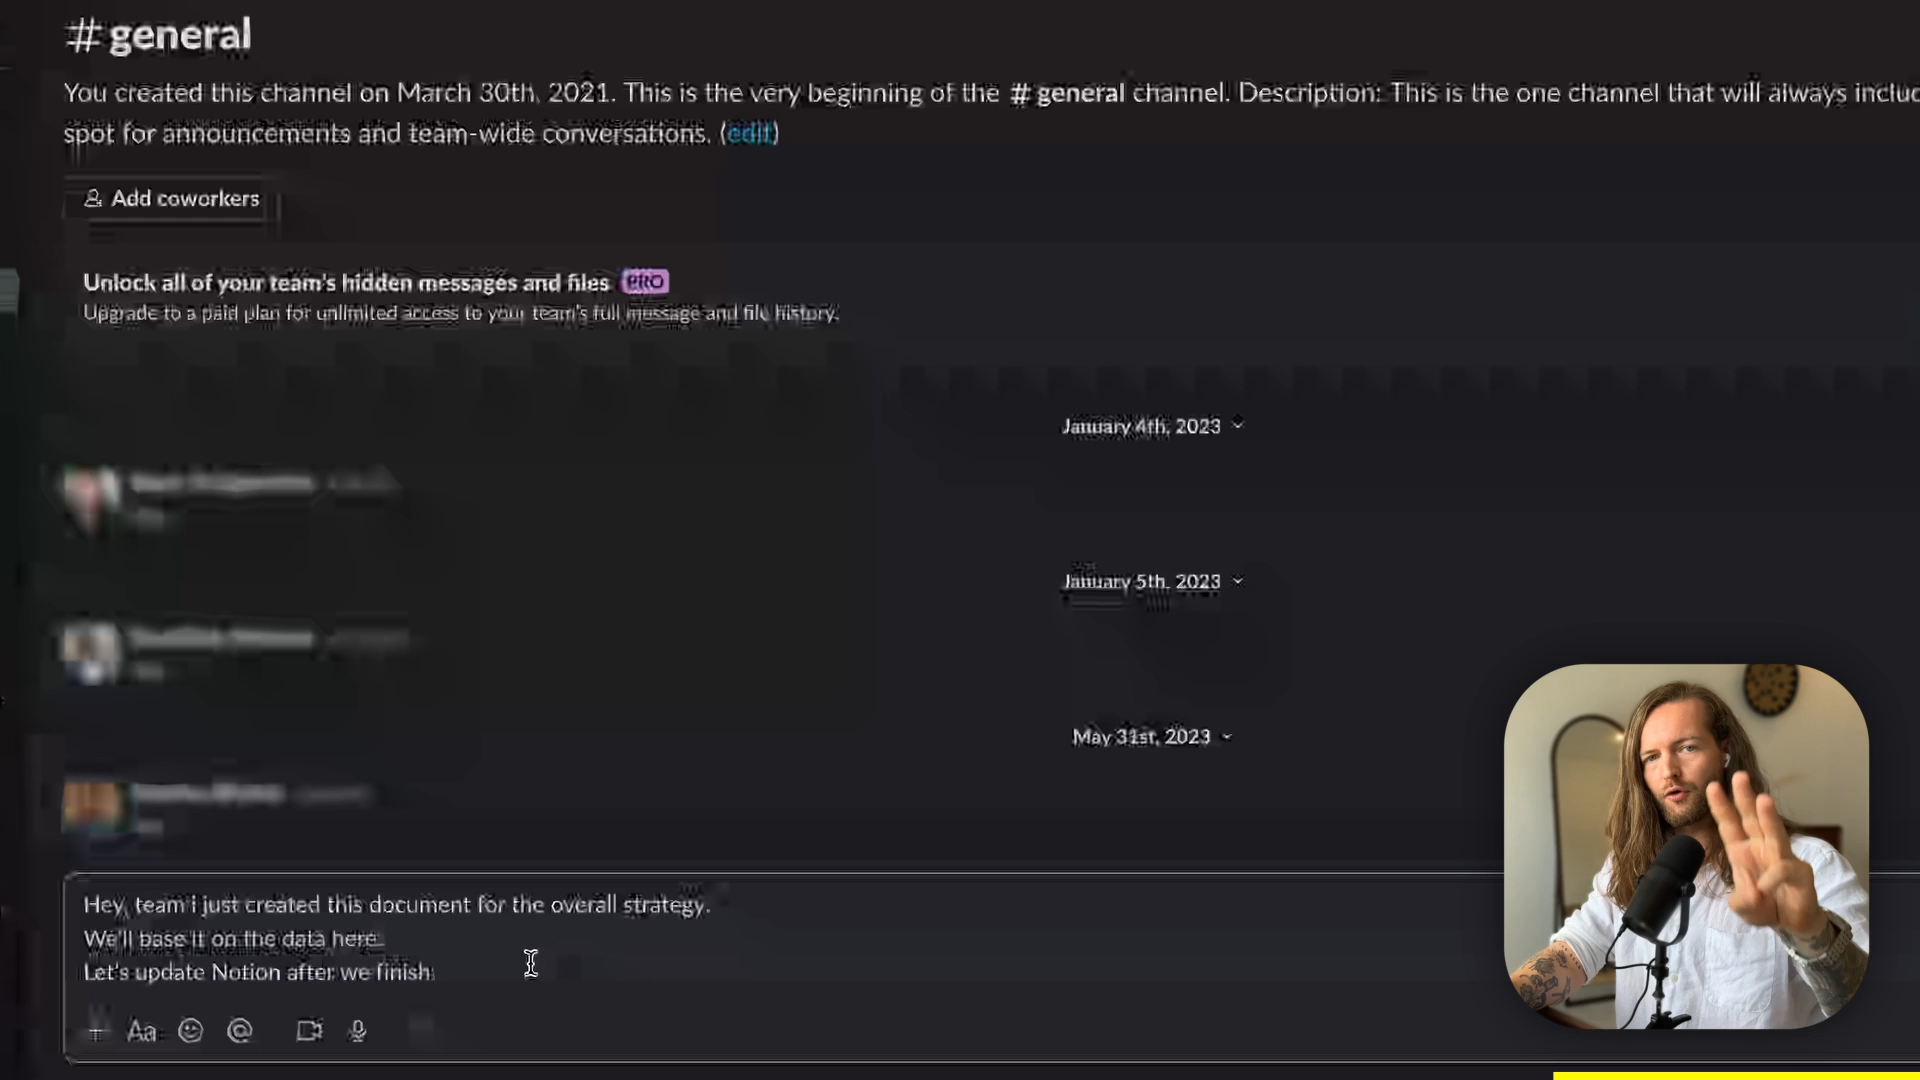 # general
You created this channel on March 30th, 2021. This is the very beginning of the # general channel. Description: This is the one channel that will always includ
spot for announcements and team-wide conversations. (edit)
Add coworkers
Unlock all of your team's hidden messages and files PRO
Upgrade to a paid plan for unlimited access to your team's full message and file history.
January 4th, 2023
January 5th, 2023
May 31st, 2023
Hey, team i just created this document for the overall strategy.
We'll base it on the data here.
Let's update Notion after we finish.
Aa